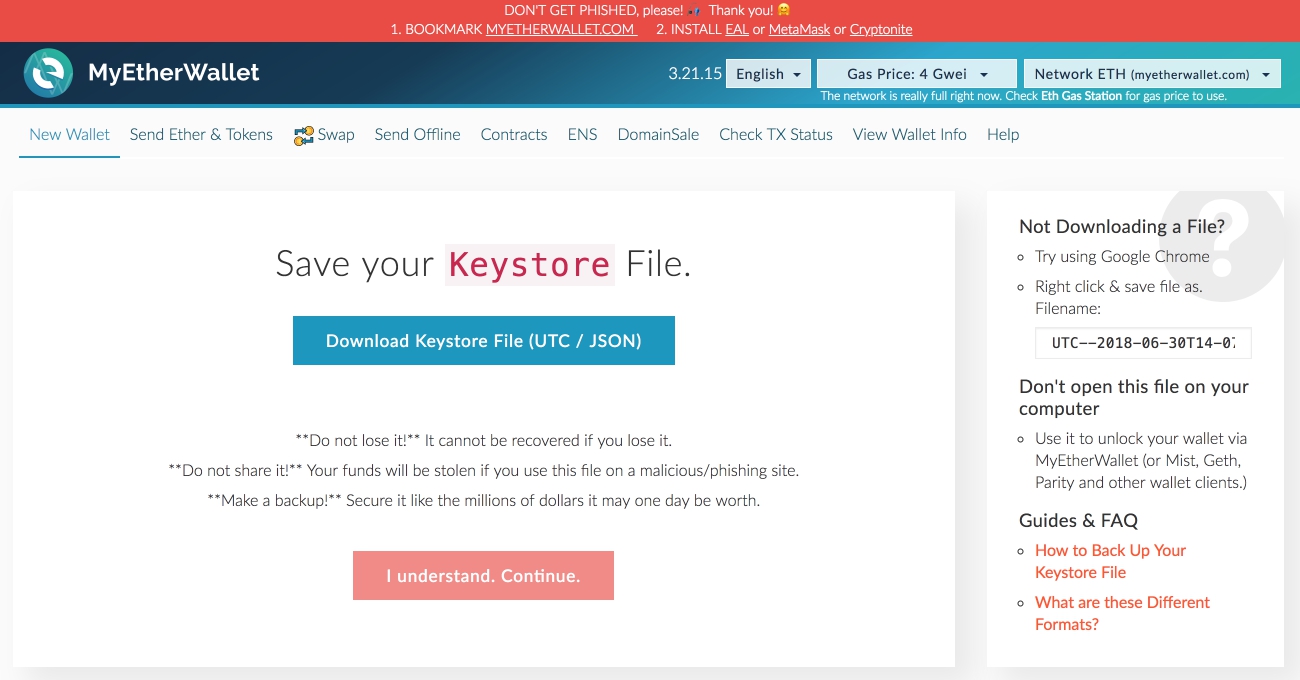 DON'T GET PHISHED, please! Thank you! 🤗
1. BOOKMARK MYETHERWALLET.COM 2. INSTALL EAL or MetaMask or Cryptonite
MyEtherWallet
3.21.15 English Gas Price: 4 Gwei Network ETH (myetherwallet.com)
The network is really full right now. Check Eth Gas Station for gas price to use.
New Wallet Send Ether & Tokens Swap Send Offline Contracts ENS DomainSale Check TX Status View Wallet Info Help
Save your Keystore File.
Download Keystore File (UTC / JSON)
**Do not lose it!** It cannot be recovered if you lose it.
**Do not share it!** Your funds will be stolen if you use this file on a malicious/phishing site.
**Make a backup!** Secure it like the millions of dollars it may one day be worth.
I understand. Continue.
Not Downloading a File?
Try using Google Chrome
Right click & save file as.
Filename:
UTC--2018-06-30T14-07
Don't open this file on your
computer
Use it to unlock your wallet via
MyEtherWallet (or Mist, Geth,
Parity and other wallet clients.)
Guides & FAQ
How to Back Up Your
Keystore File
What are these Different
Formats?